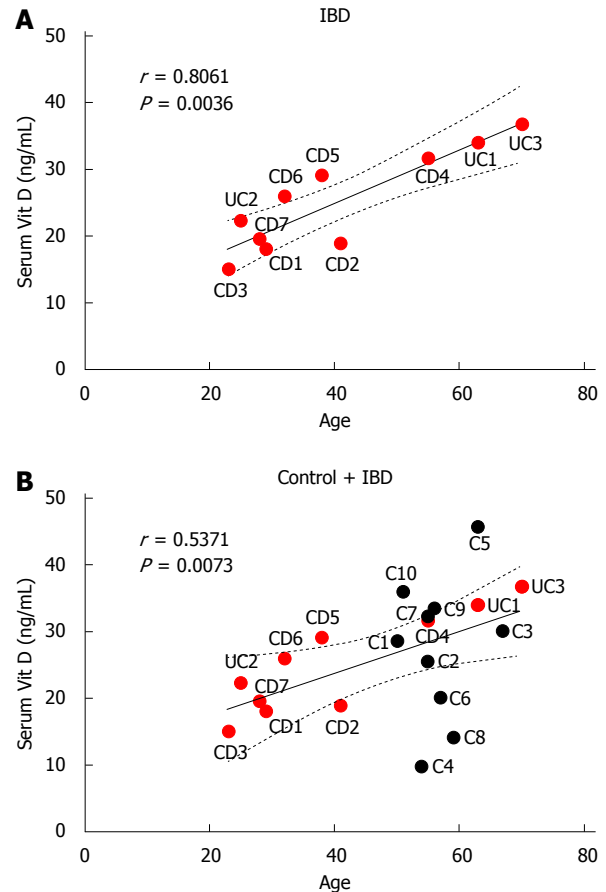 A
IBD
50
r = 0.8061
P = 0.0036
40
CD5
UC3
CD6
UC1
30
CD4
UC2
CD7
20
CD1
CD2
CD3
10
0
Serum Vit D (ng/mL)
0 20 40 60 80
Age
B
Control + IBD
50
r = 0.5371
P = 0.0073
C5
40
C10
UC3
C7
C9
UC1
CD5
CD4
C3
30
CD6
C1
UC2
C2
CD7
20
CD1
CD2
C6
CD3
C8
10
C4
0
Serum Vit D (ng/mL)
0 20 40 60 80
Age